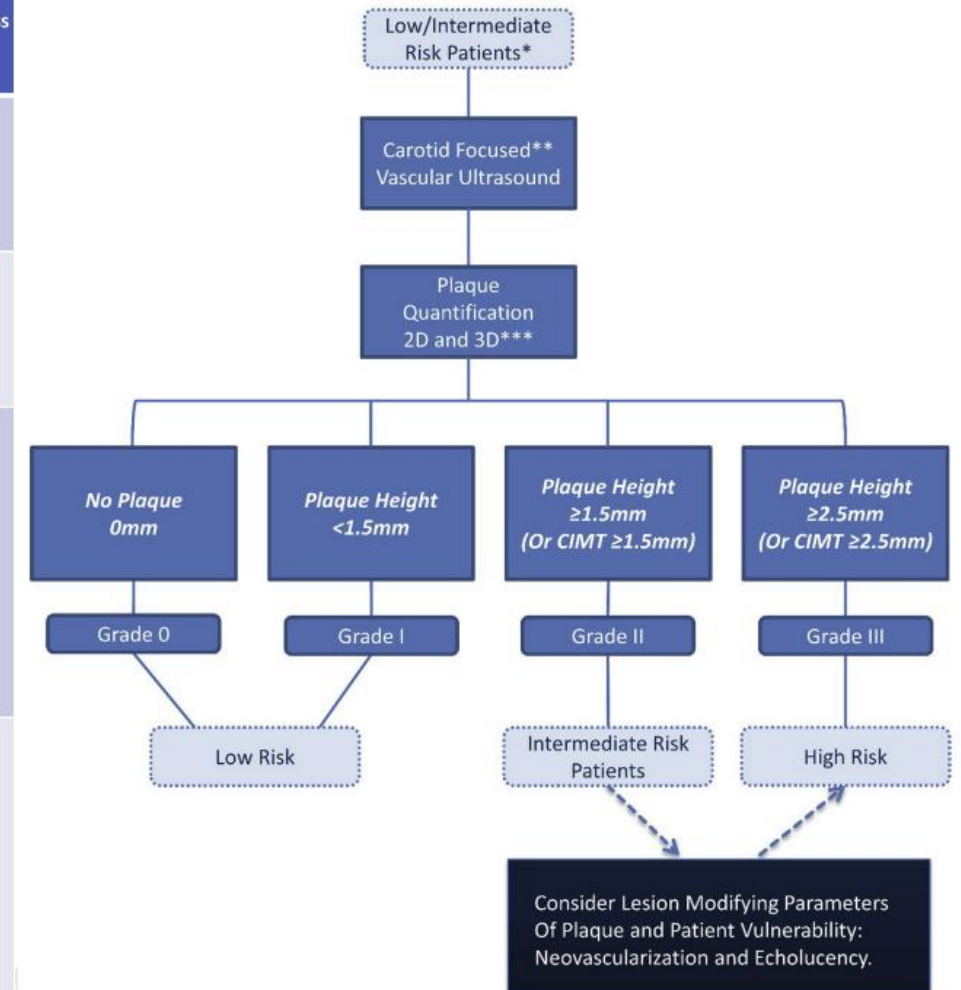 Low/Intermediate
Risk Patients*
Carotid Focused**
Vascular Ultrasound
Plaque
Quantification
2D and 3D***
No Plaque
0mm
Plaque Height
<1.5mm
Plaque Height
≥1.5mm
(Or CIMT ≥1.5mm)
Plaque Height
≥2.5mm
(Or CIMT ≥2.5mm)
Grade 0
Grade I
Grade II
Grade III
Low Risk
Intermediate Risk
Patients
High Risk
Consider Lesion Modifying Parameters
Of Plaque and Patient Vulnerability:
Neovascularization and Echolucency.